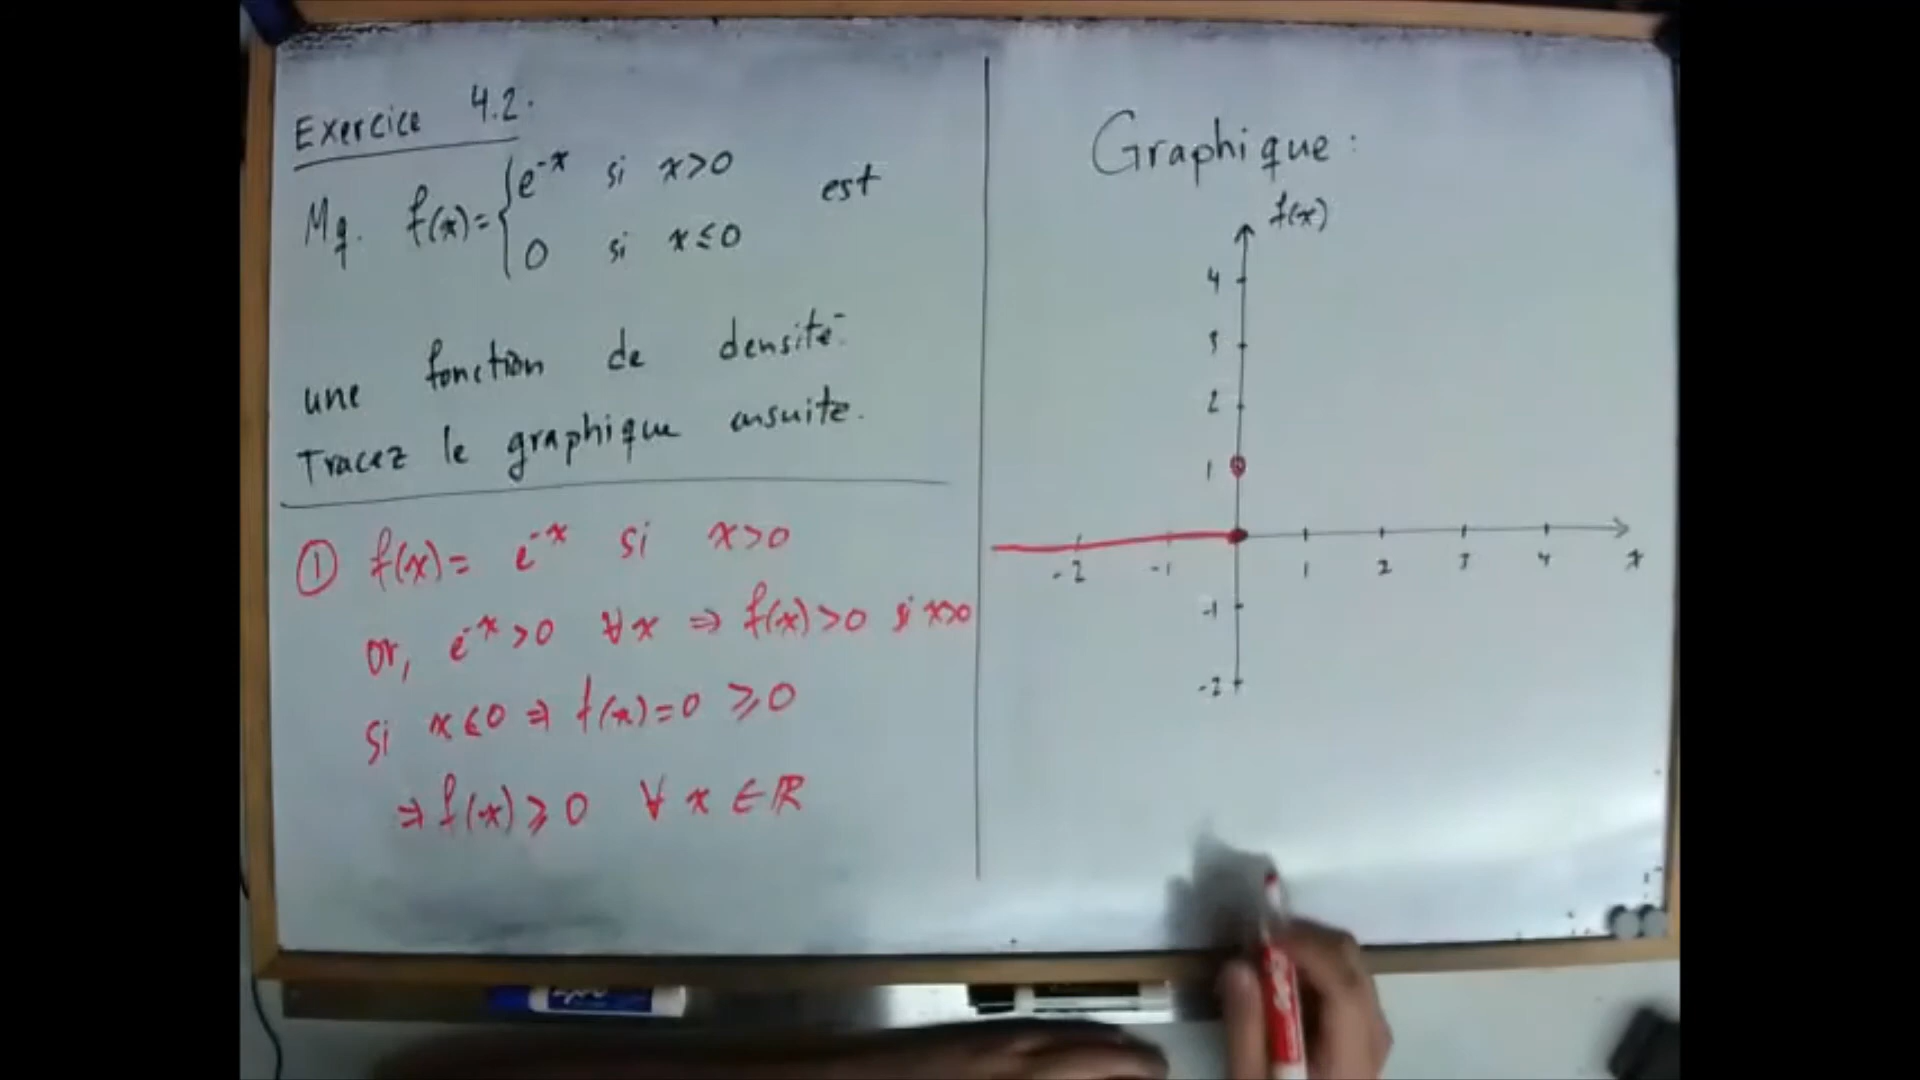 Exercice 4.2.
Mq. f(x)= { e^-x si x>0 est
0 si x≤0
une fonction de densité.
Tracez le graphique ensuite.
① f(x)= e^-x si x>0
or, e^-x >0 ∀x ⇒ f(x)>0 si x>0
si x≤0 ⇒ f(x)=0 ≥0
⇒ f(x)≥0 ∀ x ∈ ℝ
Graphique :
f(x)
4
3
2
1
-2 -1 1 2 3 4 x
-1
-2